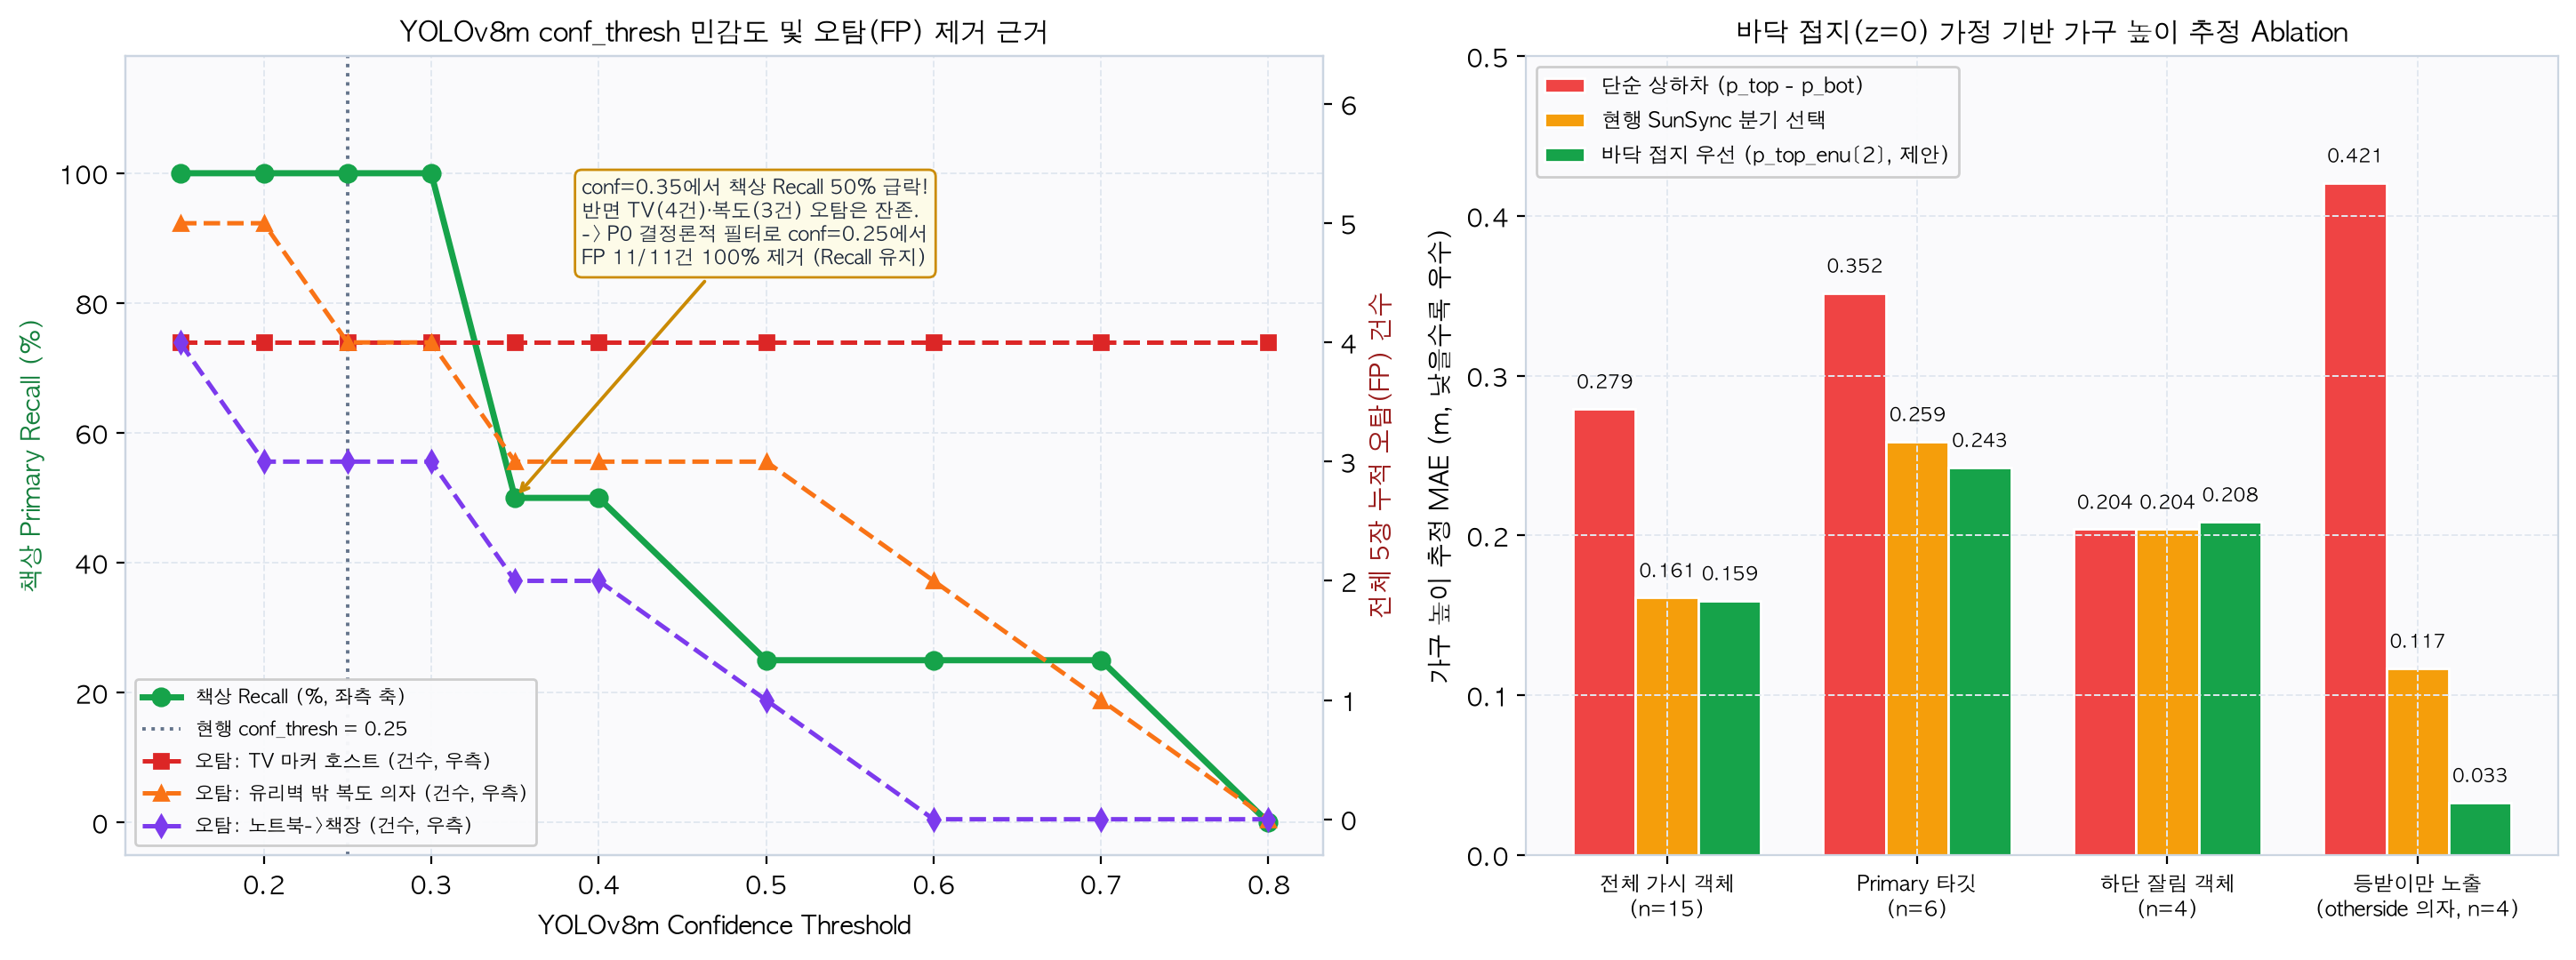 YOLOv8m conf_thresh 민감도 및 오탐(FP) 제거 근거
책상 Primary Recall (%)
100
80
60
40
20
0
conf=0.35에서 책상 Recall 50% 급락!
반면 TV(4건)·복도(3건) 오탐은 잔존.
-> P0 결정론적 필터로 conf=0.25에서
FP 11/11건 100% 제거 (Recall 유지)
책상 Recall (%, 좌측 축)
현행 conf_thresh = 0.25
오탐: TV 마커 호스트 (건수, 우측)
오탐: 유리벽 밖 복도 의자 (건수, 우측)
오탐: 노트북->책장 (건수, 우측)
0.2 0.3 0.4 0.5 0.6 0.7 0.8
YOLOv8m Confidence Threshold
6
5
4
3
2
1
0
전체 5장 누적 오탐(FP) 건수
바닥 접지(z=0) 가정 기반 가구 높이 추정 Ablation
가구 높이 추정 MAE (m, 낮을수록 우수)
0.5
0.4
0.3
0.2
0.1
0.0
단순 상하차 (p_top - p_bot)
현행 SunSync 분기 선택
바닥 접지 우선 (p_top_enu[2], 제안)
0.279
0.161
0.159
0.352
0.259
0.243
0.204
0.204
0.208
0.421
0.117
0.033
전체 가시 객체
(n=15)
Primary 타깃
(n=6)
하단 잘림 객체
(n=4)
등받이만 노출
(otherside 의자, n=4)